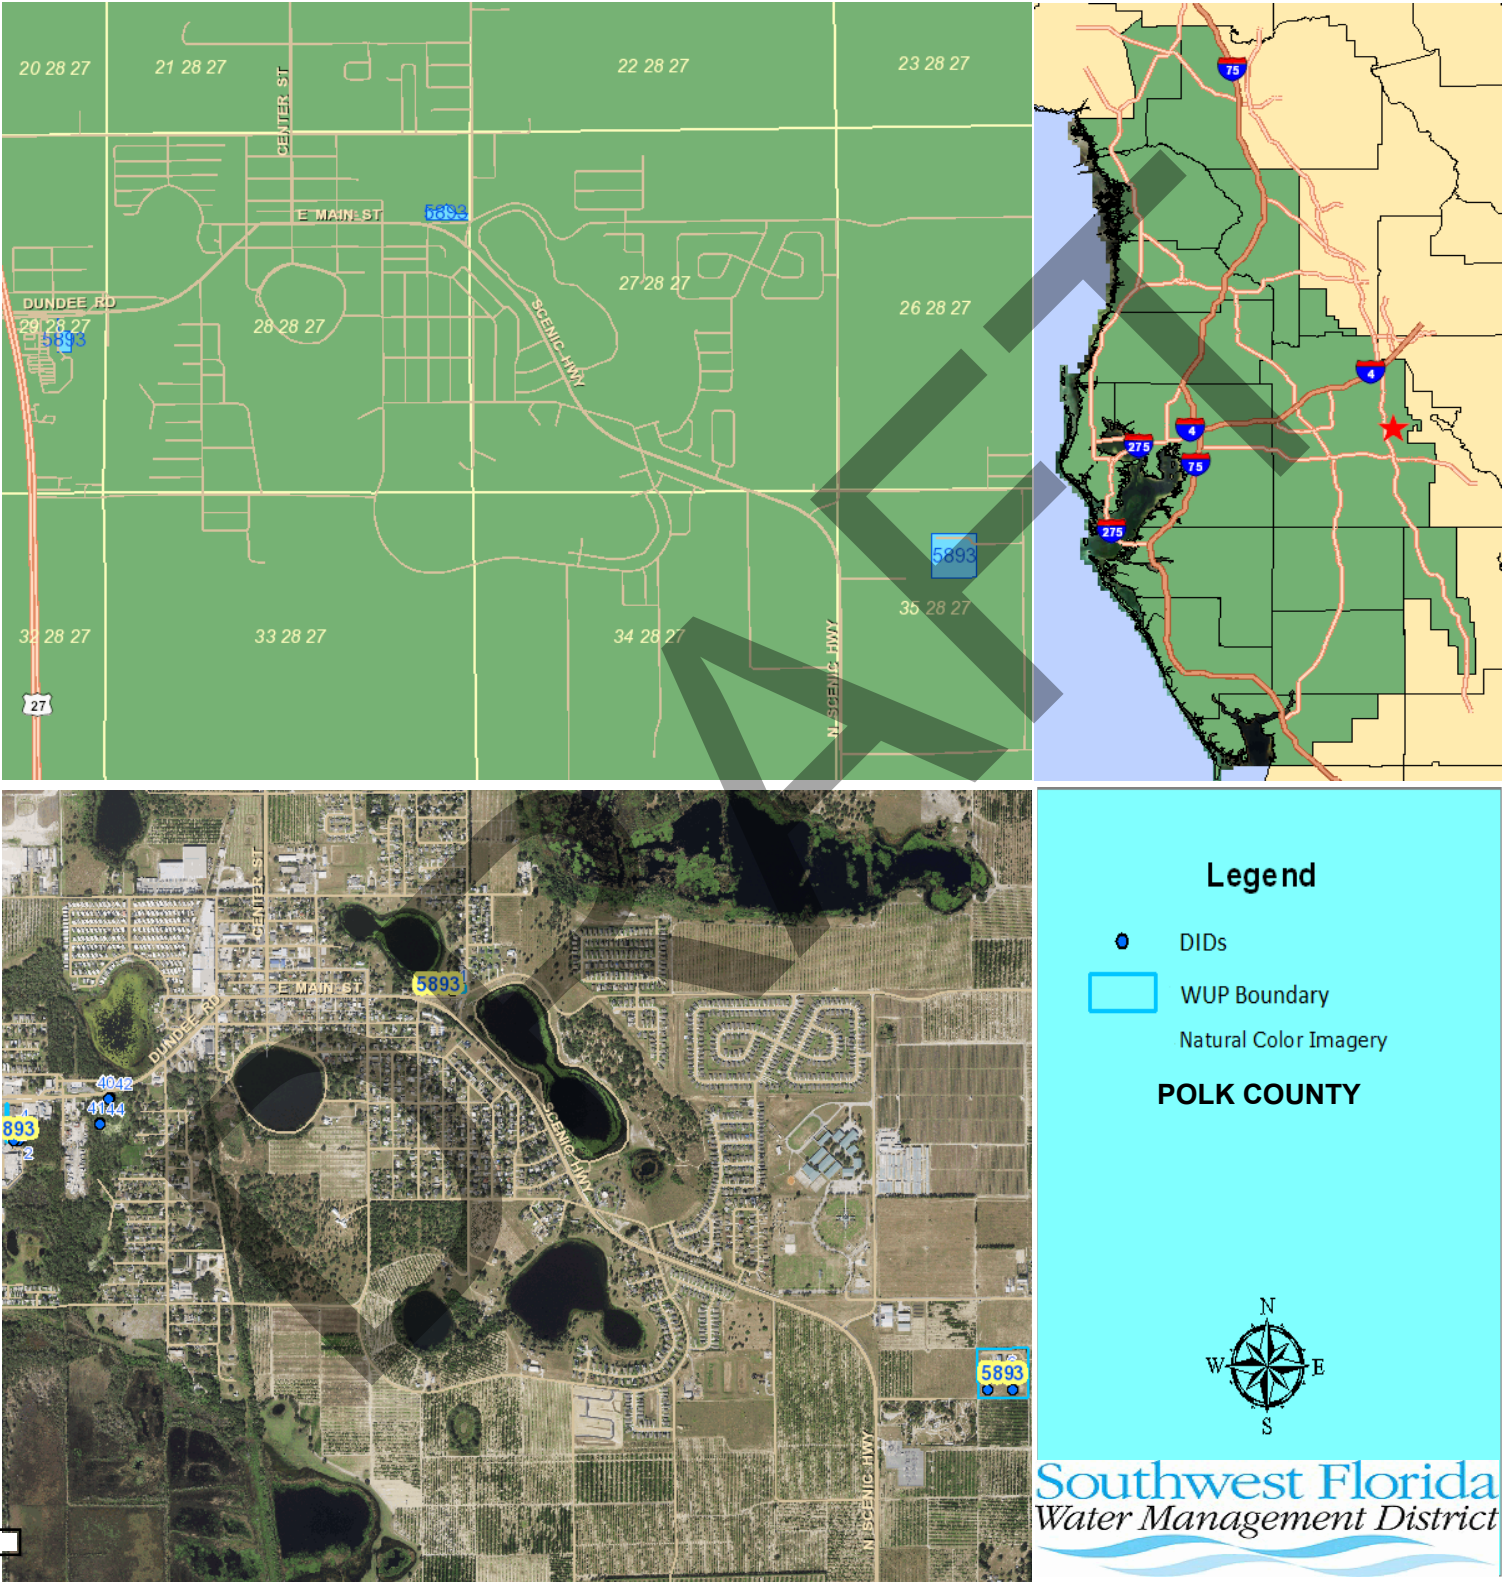 20 28 27
21 28 27
22 28 27
23 28 27
CENTER ST
E MAIN ST
5893
DUNDEE RD
29 28 27
5893
28 28 27
27 28 27
26 28 27
SCENIC HWY
5893
35 28 27
32 28 27
33 28 27
34 28 27
N SCENIC HWY
27
75
4
4
275
75
275
DRAFT
CENTER ST
5893
E MAIN ST
DUNDEE RD
4042
4144
4
893
2
SCENIC HWY
5893
N SCENIC HWY
Legend
DIDs
WUP Boundary
Natural Color Imagery
POLK COUNTY
N
W
E
S
Southwest Florida
Water Management District